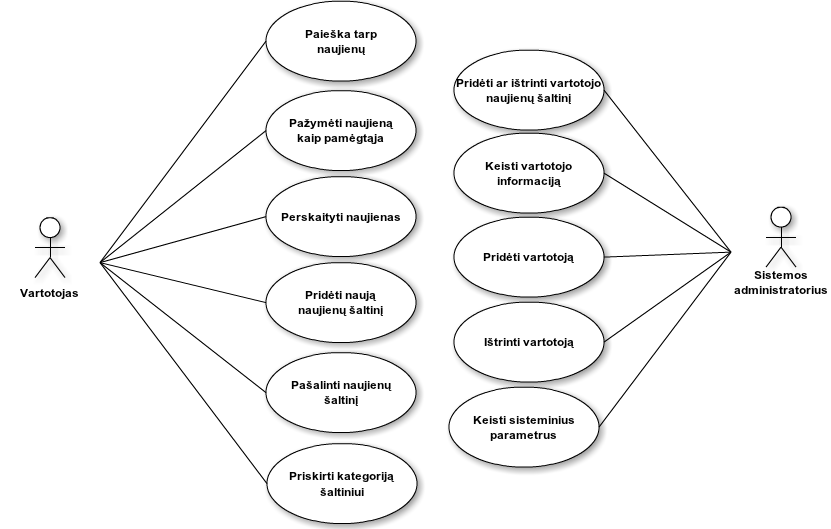 Paieška tarp
naujienų
Pažymėti naujieną
kaip pamėgtąja
Perskaityti naujienas
Pridėti naują
naujienų šaltinį
Pašalinti naujienų
šaltinį
Priskirti kategoriją
šaltiniui
Vartotojas
Pridėti ar ištrinti vartotojo
naujienų šaltinį
Keisti vartotojo
informaciją
Pridėti vartotoją
Ištrinti vartotoją
Keisti sisteminius
parametrus
Sistemos
administratorius